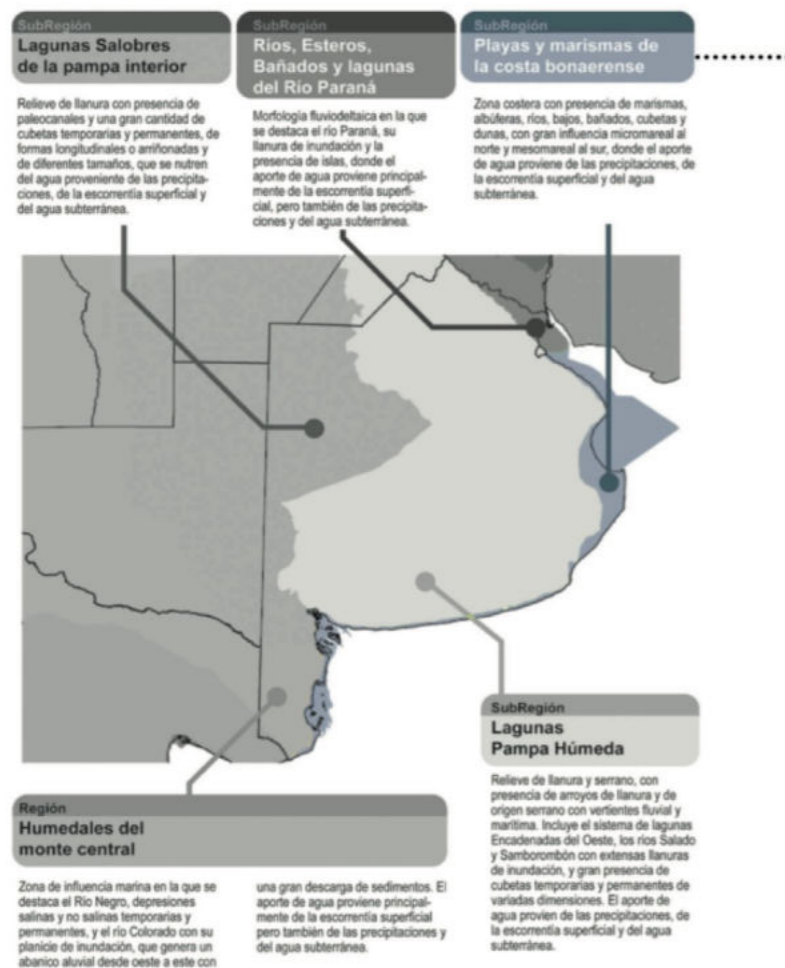 SubRegión
Lagunas Salobres
de la pampa interior
Relieve de llanura con presencia de
paleocanales y una gran cantidad de
cubetas temporarias y permanentes, de
formas longitudinales o arriñonadas y
de diferentes tamaños, que se nutren
del agua proveniente de las precipita-
ciones, de la escorrentía superficial y
del agua subterránea.
SubRegión
Ríos, Esteros,
Bañados y lagunas
del Río Paraná
Morfología fluviodeltaica en la que
se destaca el río Paraná, su
llanura de inundación y la
presencia de islas, donde el
aporte de agua proviene principal-
mente de la escorrentía superfi-
cial, pero también de las precipita-
ciones y del agua subterránea.
SubRegión
Playas y marismas de
la costa bonaerense
Zona costera con presencia de marismas,
albúferas, ríos, bajos, bañados, cubetas y
dunas, con gran influencia micromareal al
norte y mesomareal al sur, donde el aporte
de agua proviene de las precipitaciones, de
la escorrentía superficial y del agua
subterránea.
SubRegión
Lagunas
Pampa Húmeda
Relieve de llanura y serrano, con
presencia de arroyos de llanura y de
origen serrano con vertientes fluvial y
marítima. Incluye el sistema de lagunas
Encadenadas del Oeste, los ríos Salado
y Samborombón con extensas llanuras
de inundación, y gran presencia de
cubetas temporarias y permanentes de
variadas dimensiones. El aporte de
agua provien de las precipitaciones, de
la escorrentía superficial y del agua
subterránea.
Región
Humedales del
monte central
Zona de influencia marina en la que se
destaca el Río Negro, depresiones
salinas y no salinas temporarias y
permanentes, y el río Colorado con su
planicie de inundación, que genera un
abanico aluvial desde oeste a este con
una gran descarga de sedimentos. El
aporte de agua proviene principal-
mente de la escorrentía superficial
pero también de las precipitaciones y
del agua subterránea.